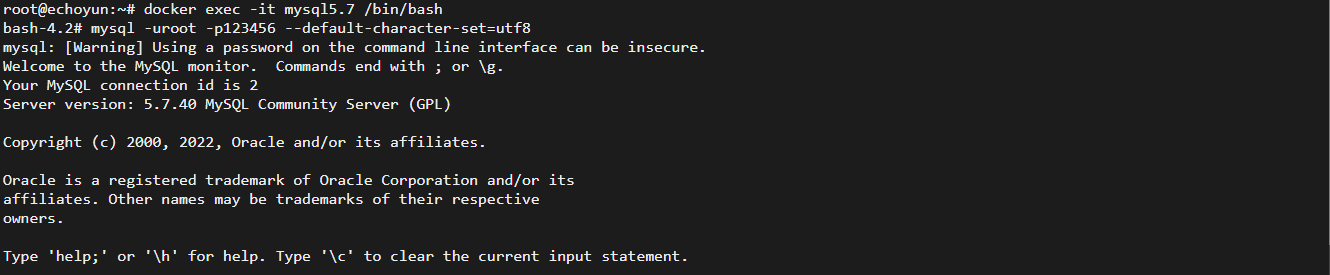 root@echoyun:~# docker exec -it mysql5.7 /bin/bash
bash-4.2# mysql -uroot -p123456 --default-character-set=utf8
mysql: [Warning] Using a password on the command line interface can be insecure.
Welcome to the MySQL monitor.  Commands end with ; or \g.
Your MySQL connection id is 2
Server version: 5.7.40 MySQL Community Server (GPL)
Copyright (c) 2000, 2022, Oracle and/or its affiliates.
Oracle is a registered trademark of Oracle Corporation and/or its
affiliates. Other names may be trademarks of their respective
owners.
Type 'help;' or '\h' for help. Type '\c' to clear the current input statement.